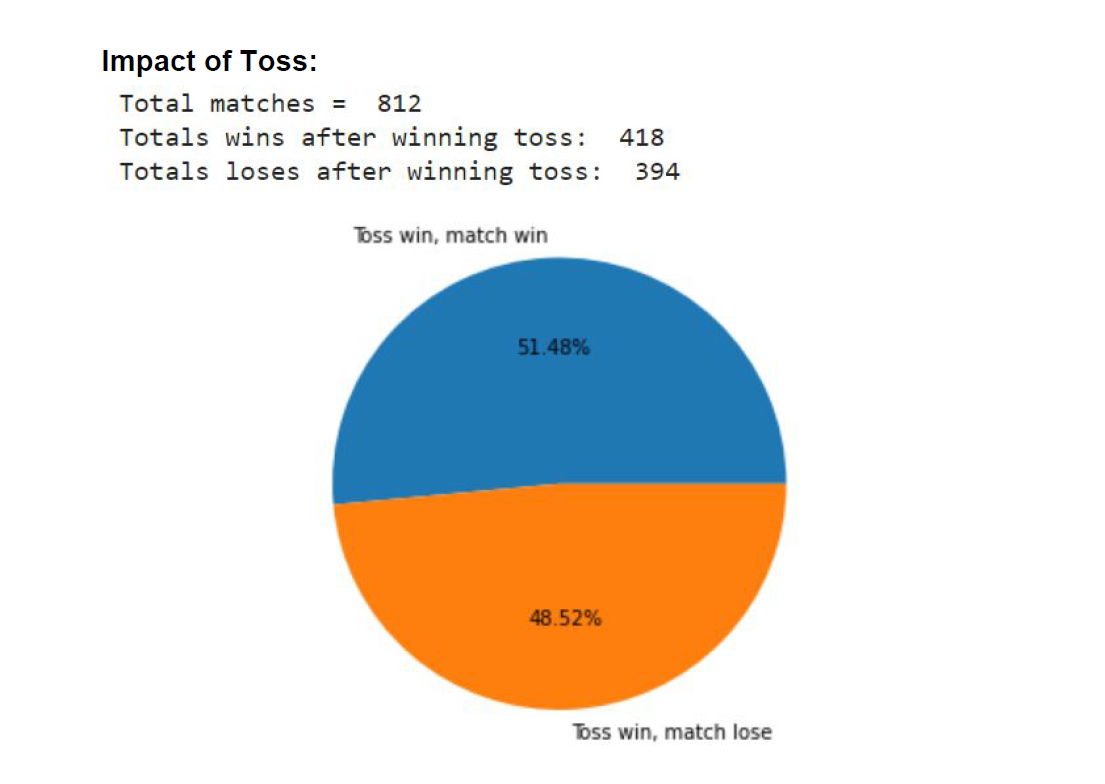 Impact of Toss:
Total matches =  812
Totals wins after winning toss:  418
Totals loses after winning toss:  394
Toss win, match win
51.48%
48.52%
Toss win, match lose